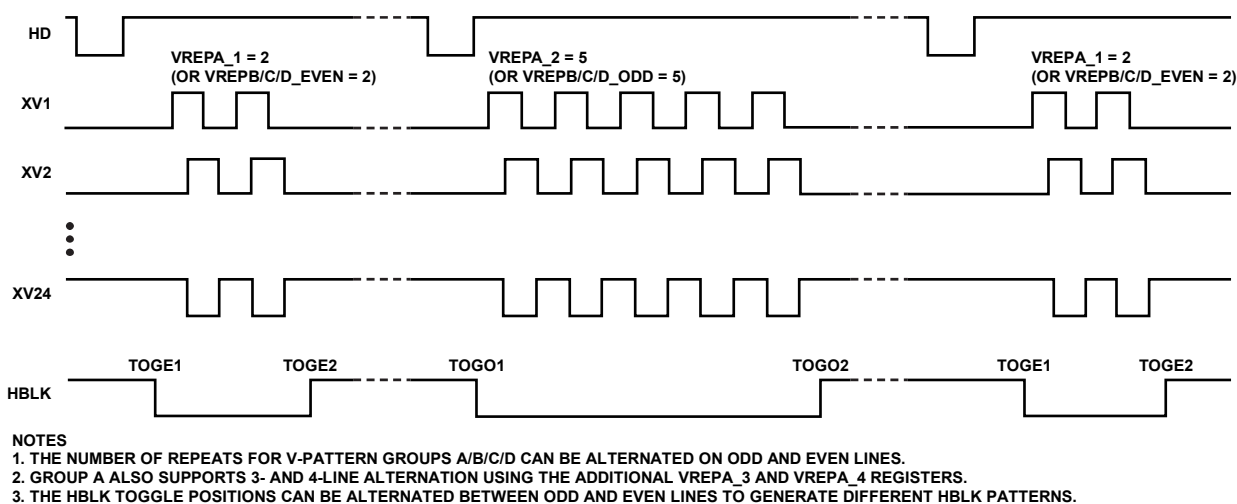 HD
VREPA_1 = 2
(OR VREPB/C/D_EVEN = 2)
VREPA_2 = 5
(OR VREPB/C/D_ODD = 5)
VREPA_1 = 2
(OR VREPB/C/D_EVEN = 2)
XV1
XV2
XV24
TOGE1 TOGE2 TOGO1 TOGO2 TOGE1 TOGE2
HBLK
NOTES
1. THE NUMBER OF REPEATS FOR V-PATTERN GROUPS A/B/C/D CAN BE ALTERNATED ON ODD AND EVEN LINES.
2. GROUP A ALSO SUPPORTS 3- AND 4-LINE ALTERNATION USING THE ADDITIONAL VREPA_3 AND VREPA_4 REGISTERS.
3. THE HBLK TOGGLE POSITIONS CAN BE ALTERNATED BETWEEN ODD AND EVEN LINES TO GENERATE DIFFERENT HBLK PATTERNS.